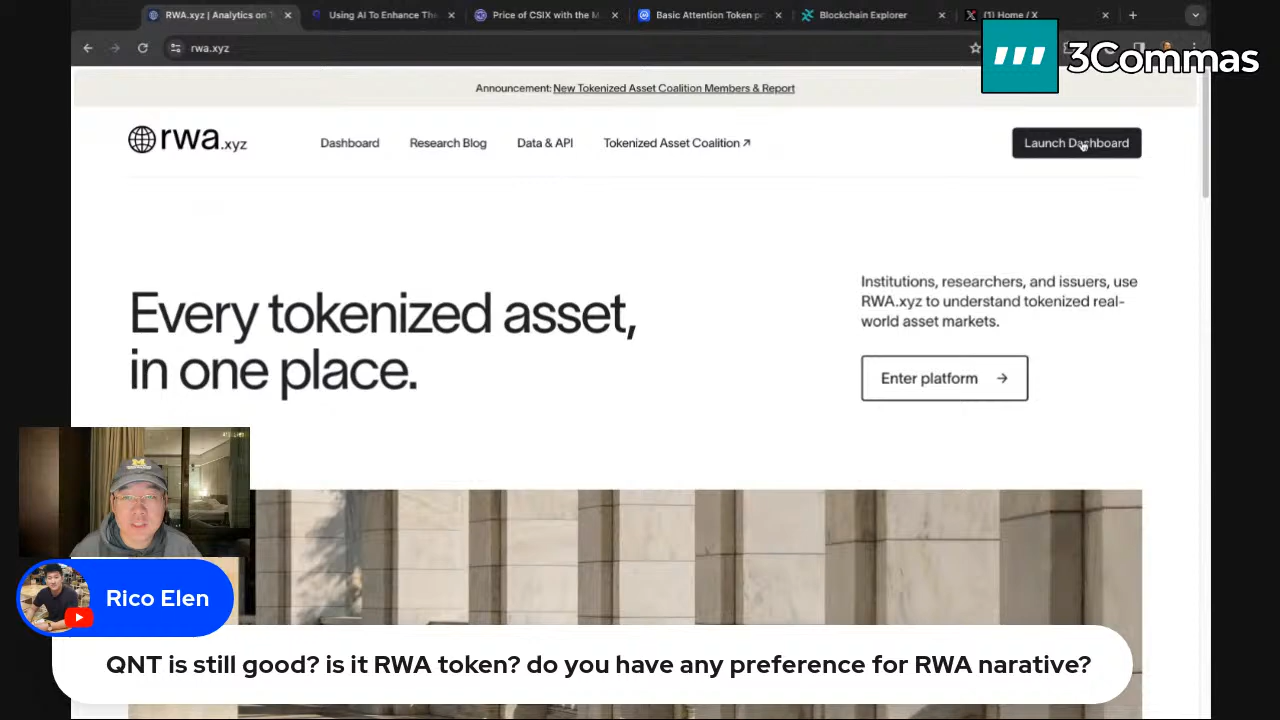 RWA.xyz | Analytics on T
Using AI To Enhance The
Price of CSIX with the M
Basic Attention Token p
Blockchain Explorer
(1) Home / X
rwa.xyz
3Commas
Announcement: New Tokenized Asset Coalition Members & Report
rwa.xyz
Dashboard
Research Blog
Data & API
Tokenized Asset Coalition ↗
Launch Dashboard
Every tokenized asset,
in one place.
Institutions, researchers, and issuers, use
RWA.xyz to understand tokenized real-
world asset markets.
Enter platform →
Rico Elen
QNT is still good? is it RWA token? do you have any preference for RWA narative?